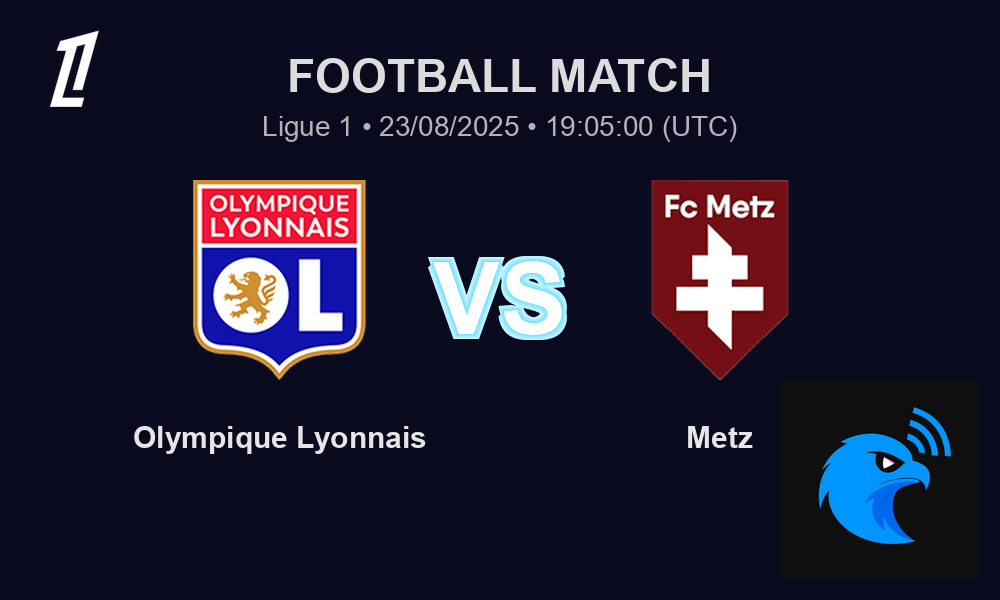 FOOTBALL MATCH
Ligue 1 • 23/08/2025 • 19:05:00 (UTC)
OLYMPIQUE
LYONNAIS
OL
Fc Metz
VS
Olympique Lyonnais
Metz